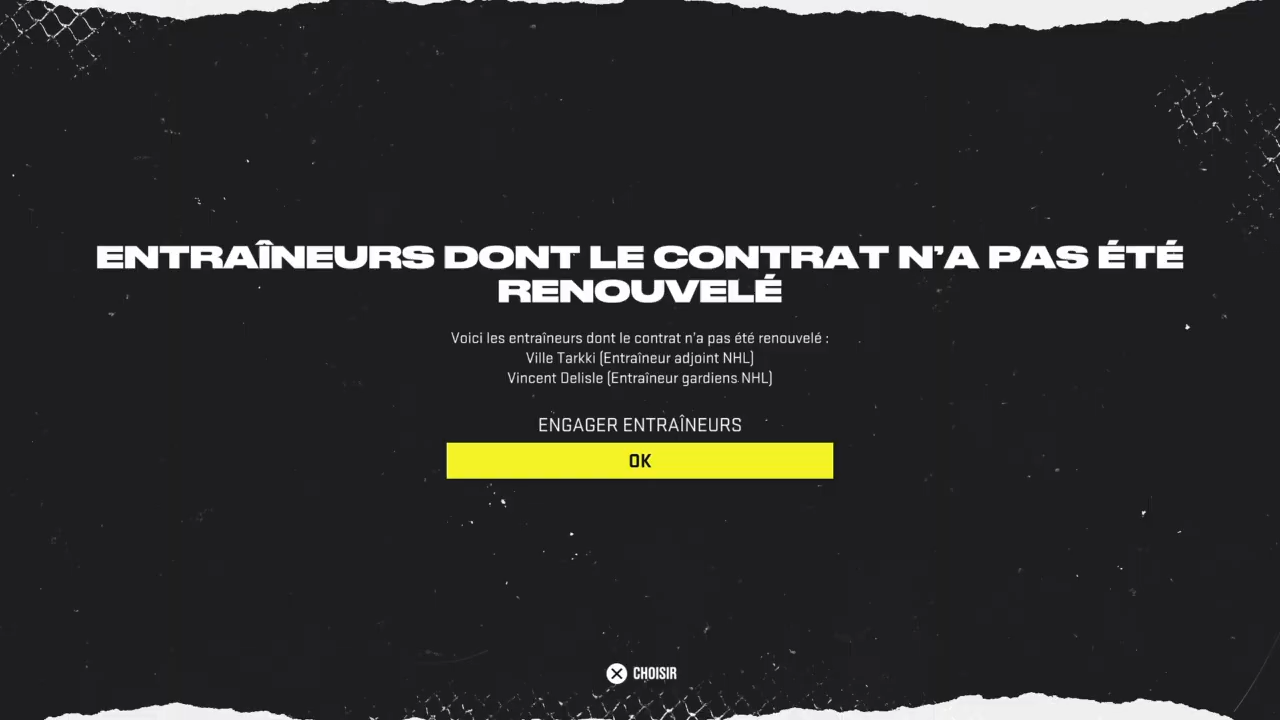 ENTRAÎNEURS DONT LE CONTRAT N'A PAS ÉTÉ
RENOUVELÉ
Voici les entraîneurs dont le contrat n'a pas été renouvelé :
Ville Tarkki (Entraîneur adjoint NHL)
Vincent Delisle (Entraîneur gardiens NHL)
ENGAGER ENTRAÎNEURS
OK
CHOISIR